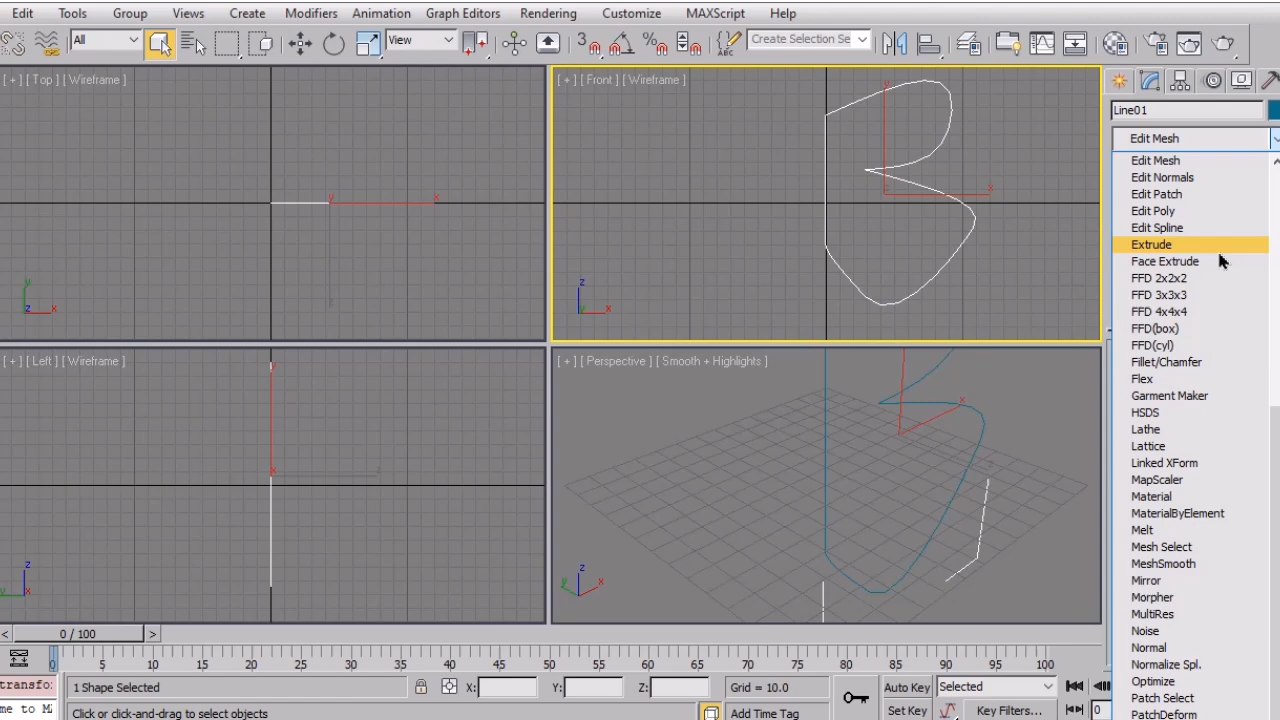 Edit Tools Group Views Create Modifiers Animation Graph Editors Rendering Customize MAXScript Help
All View 3 % ABC Create Selection Se
[ + ] [ Top ] [ Wireframe ]
[ + ] [ Front ] [ Wireframe ]
Line01
Edit Mesh
Edit Mesh
Edit Normals
Edit Patch
Edit Poly
Edit Spline
Extrude
Face Extrude
FFD 2x2x2
FFD 3x3x3
FFD 4x4x4
FFD(box)
FFD(cyl)
Fillet/Chamfer
Flex
Garment Maker
HSDS
Lathe
Lattice
Linked XForm
MapScaler
Material
MaterialByElement
Melt
Mesh Select
MeshSmooth
Mirror
Morpher
MultiRes
Noise
Normal
Normalize Spl.
Optimize
Patch Select
PatchDeform
y x
y z x
y x
z y x
[ + ] [ Left ] [ Wireframe ]
[ + ] [ Perspective ] [ Smooth + Highlights ]
x
z x
x
z y x
< 0 / 100 >
0 5 10 15 20 25 30 35 40 45 50 55 60 65 70 75 80 85 90 95 100
transfo:
1 Shape Selected X: Y: Z: Grid = 10.0 Auto Key Selected
me to M
Click or click-and-drag to select objects Add Time Tag Set Key Key Filters... 0